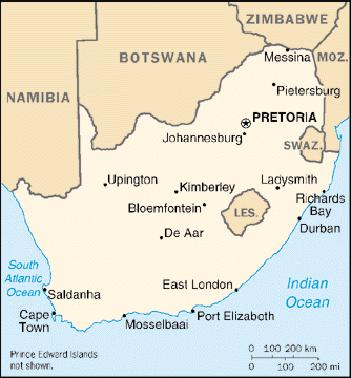 ZIMBABWE
BOTSWANA
Messina
MOZ.
NAMIBIA
Pietersburg
PRETORIA
Johannesburg
SWAZ.
Upington
Kimberley
Ladysmith
Bloemfontein
LES.
Richards
Bay
De Aar
Durban
South
Atlantic
Ocean
Saldanha
East London
Indian
Ocean
Cape
Town
Mosselbaai
Port Elizabeth
Prince Edward Islands
not shown.
0 100 200 km
0 100 200 mi